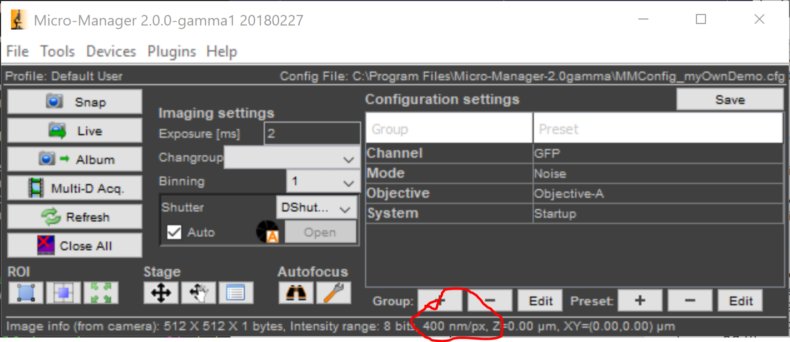 Micro-Manager 2.0.0-gamma1 20180227
File Tools Devices Plugins Help
Profile: Default User
Config File: C:\Program Files\Micro-Manager-2.0gamma\MMConfig_myOwnDemo.cfg
Snap
Live
Album
Multi-D Acq.
Refresh
Close All
Imaging settings
Exposure [ms] 2
Changroup
Binning 1
Shutter DShut...
Auto
A
Open
Configuration settings
Save
Group Preset
Channel GFP
Mode Noise
Objective Objective-A
System Startup
ROI
Stage
Autofocus
Group: + − Edit Preset: + − Edit
Image info (from camera): 512 X 512 X 1 bytes, Intensity range: 8 bits, 400 nm/px, Z=0.00 µm, XY=(0.00,0.00) µm